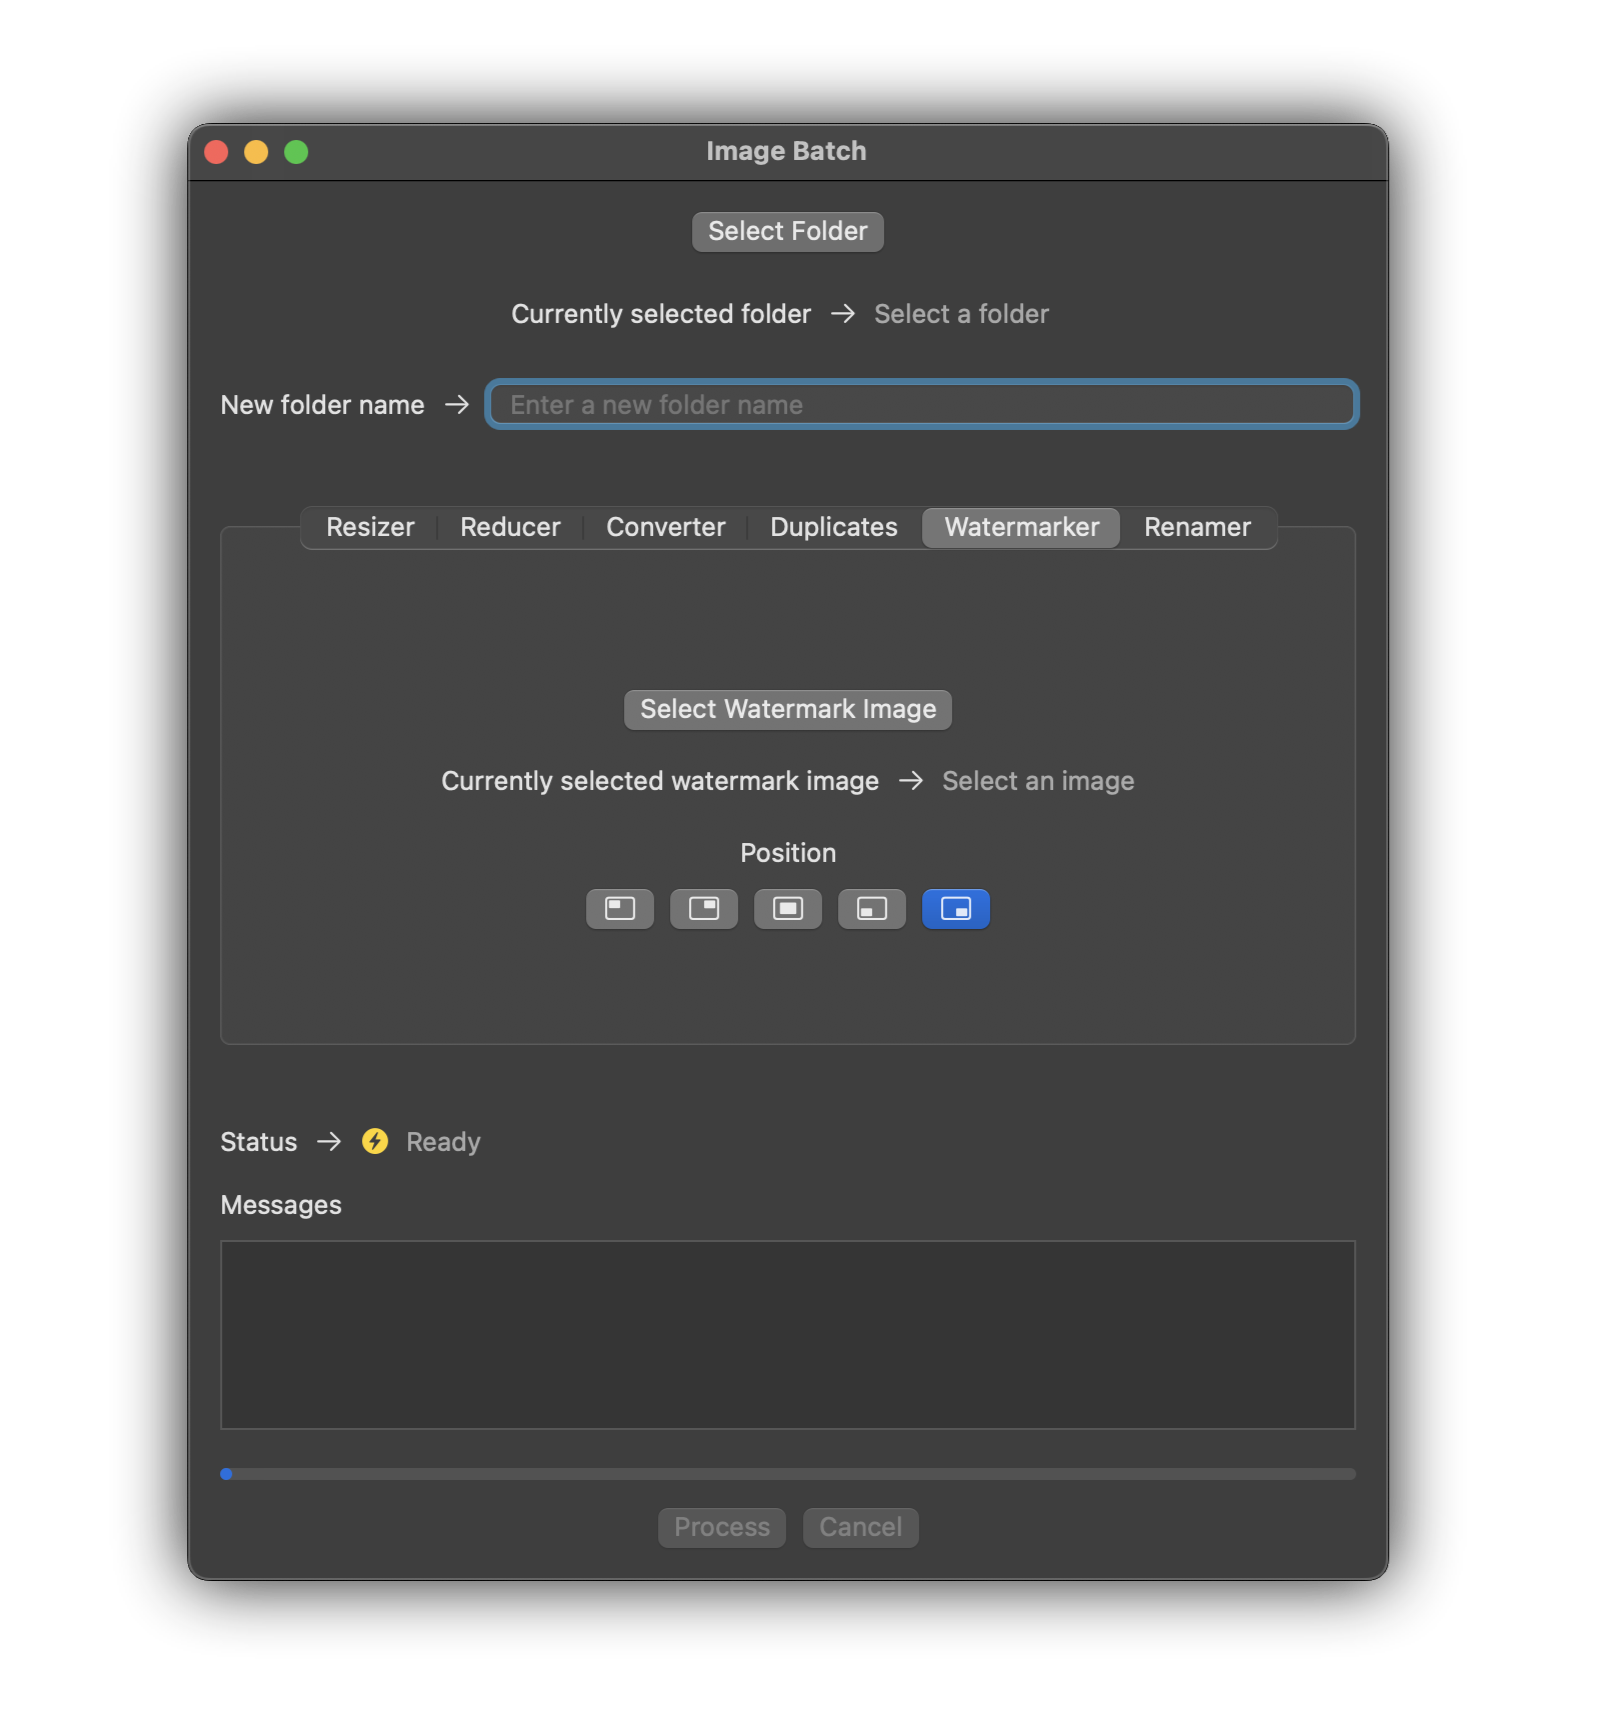 Image Batch
Select Folder
Currently selected folder → Select a folder
New folder name → Enter a new folder name
Resizer Reducer Converter Duplicates Watermarker Renamer
Select Watermark Image
Currently selected watermark image → Select an image
Position
Status → Ready
Messages
Process Cancel